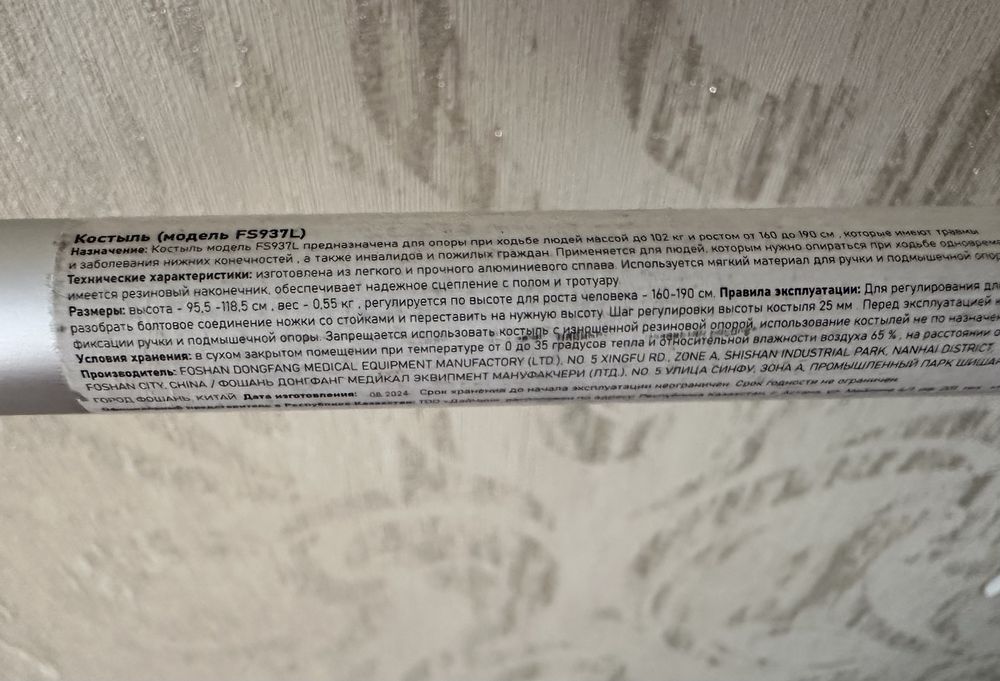 Костыль (модель FS937L)
Назначение: Костыль модель FS937L предназначена для опоры при ходьбе людей массой до 102 кг и ростом от 160 до 190 см , которые имеют травмы
и заболевания нижних конечностей , а также инвалидов и пожилых граждан. Применяется для людей, которым нужно опираться при ходьбе
Технические характеристики: изготовлена из легкого и прочного алюминиевого сплава. Используется мягкий материал для ручки и подмышечной
имеется резиновый наконечник, обеспечивает надежное сцепление с полом и тротуару
Размеры: высота - 95,5 -118,5 см , вес - 0,55 кг , регулируется по высоте для роста человека - 160-190 см. Правила эксплуатации: Для регулирования
разобрать болтовое соединение ножки со стойками и переставить на нужную высоту. Шаг регулировки высоты костыля 25 мм . Перед эксплуатацией
фиксации ручки и подмышечной опоры. Запрещается использовать костыль с изношенной резиновой опорой, использование костылей не по
Условия хранения: в сухом закрытом помещении при температуре от 0 до 35 градусов тепла и относительной влажности воздуха 65 % , на расстоянии
Производитель: FOSHAN DONGFANG MEDICAL EQUIPMENT MANUFACTORY (LTD.), NO 5 XINGFU RD., ZONE A, SHISHAN INDUSTRIAL PARK, NANHAI DISTRICT,
FOSHAN CITY, CHINA / ФОШАНЬ ДОНГФАНГ МЕДИКАЛ ЭКВИПМЕНТ МАНУФАКЧЕРИ (ЛТД.), NO. 5 УЛИЦА СИНФУ, ЗОНА А, ПРОМЫШЛЕННЫЙ ПАРК
ГОРОД ФОШАНЬ, КИТАЙ Дата изготовления: 08.2024 Срок хранения до начала эксплуатации неограничен. Срок годности не ограничен
представитель в Республике Казахстан: ТОО